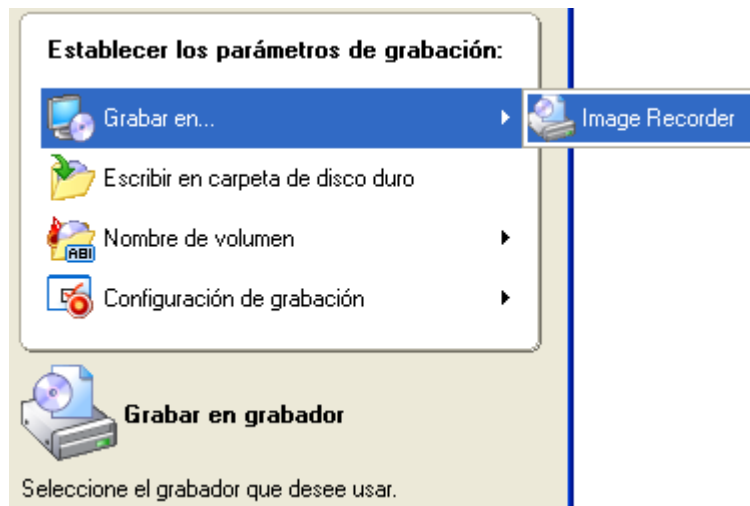 Establecer los parámetros de grabación:
Grabar en...
Image Recorder
Escribir en carpeta de disco duro
Nombre de volumen
ABI
Configuración de grabación
Grabar en grabador
Seleccione el grabador que desee usar.